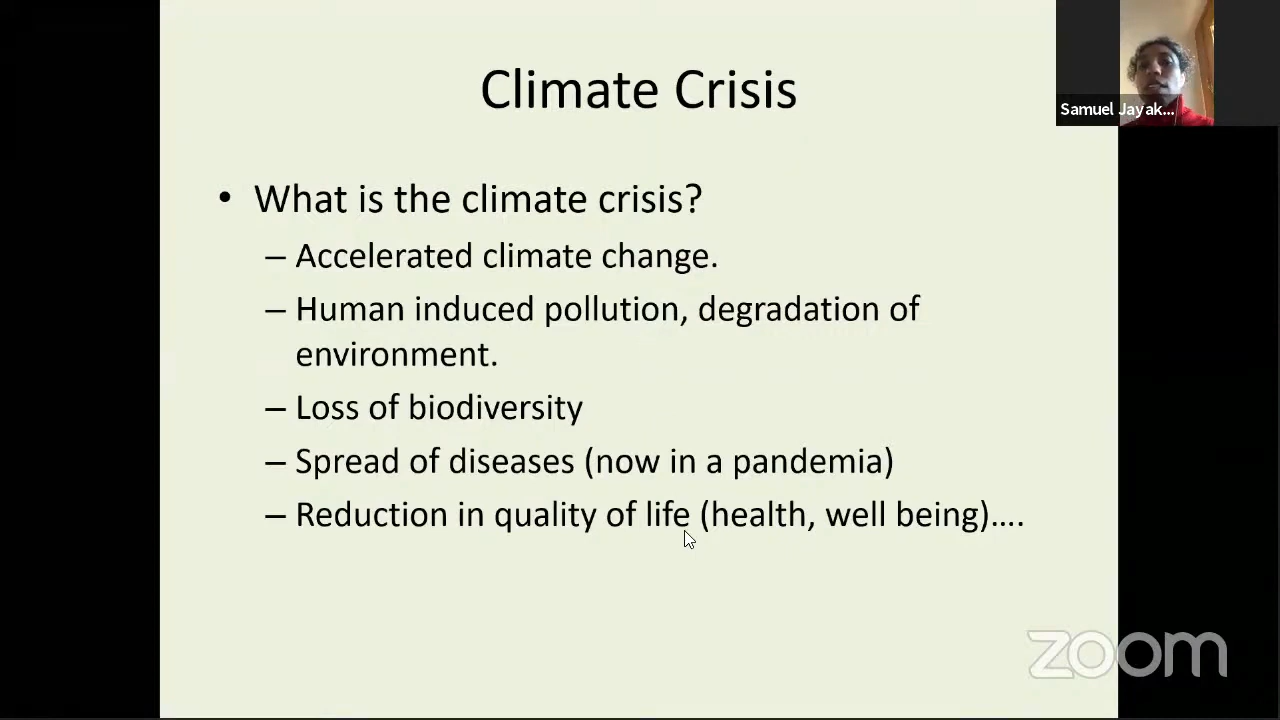 Climate Crisis
Samuel Jayak...
• What is the climate crisis?
– Accelerated climate change.
– Human induced pollution, degradation of
environment.
– Loss of biodiversity
– Spread of diseases (now in a pandemia)
– Reduction in quality of life (health, well being)….
zoom